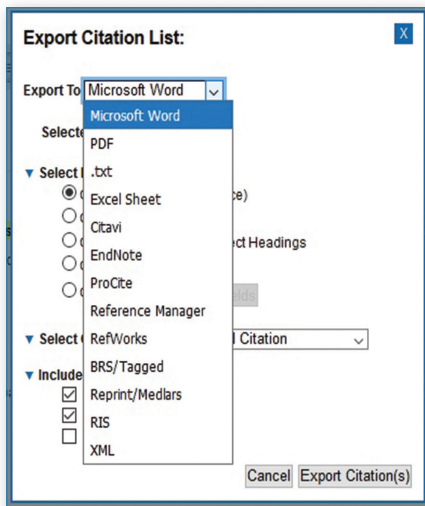 Export Citation List:
X
Export To Microsoft Word
Microsoft Word
Selecte
PDF
.txt
Select
Excel Sheet
ce)
Citavi
ect Headings
EndNote
ProCite
elds
Reference Manager
Select
RefWorks
l Citation
BRS/Tagged
Include
Reprint/Medlars
RIS
XML
Cancel Export Citation(s)